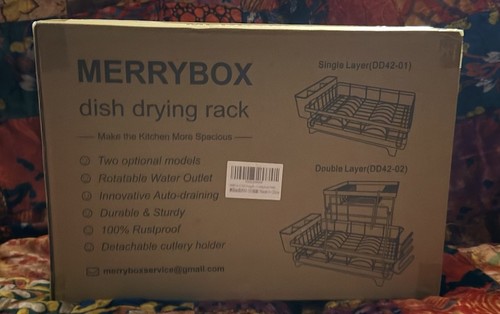 MERRYBOX
dish drying rack
Make the Kitchen More Specious
Two optional models
Rotatable Water Outlet
Innovative Auto-draining
Durable & Sturdy
100% Rustproof
Detachable cutlery holder
merryboxservice@gmail.com
Single Layer(DD42-01)
Double Layer(DD42-02)